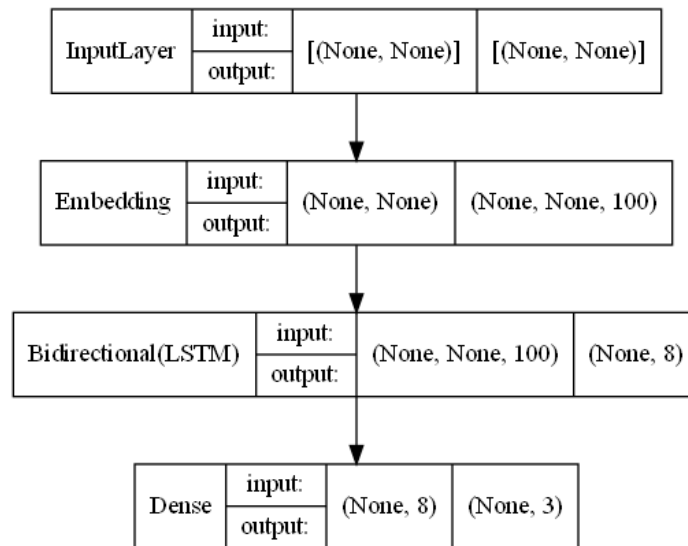 InputLayer input: output: [(None, None)] [(None, None)]
Embedding input: output: (None, None) (None, None, 100)
Bidirectional(LSTM) input: output: (None, None, 100) (None, 8)
Dense input: output: (None, 8) (None, 3)